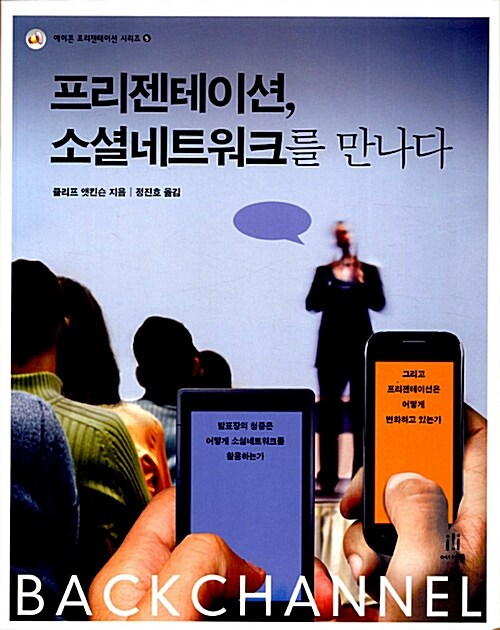 에이콘 프리젠테이션 시리즈 5
프리젠테이션,
소셜네트워크를 만나다
클리프 앳킨슨 지음 | 정진호 옮김
그리고
프리젠테이션은
어떻게
변화하고 있는가
발표장의 청중은
어떻게 소셜네트워크를
활용하는가
BACKCHANNEL